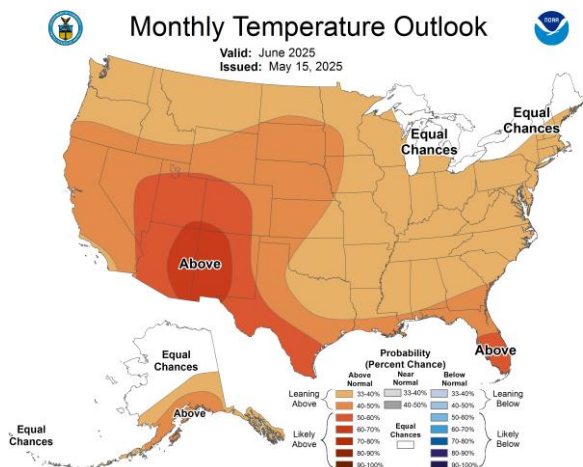 Monthly Temperature Outlook
Valid: June 2025
Issued: May 15, 2025
NOAA
Equal
Chances
Equal
Chances
Above
Above
Equal
Chances
Above
Equal
Chances
Probability
(Percent Chance)
Above
Normal
Near
Normal
Below
Normal
Leaning
Above
33-40%
33-40%
33-40%
Leaning
Below
40-50%
40-50%
40-50%
Likely
Above
50-60%
50-60%
Likely
Below
60-70%
Equal
Chances
60-70%
70-80%
70-80%
80-90%
80-90%
90-100%
90-100%